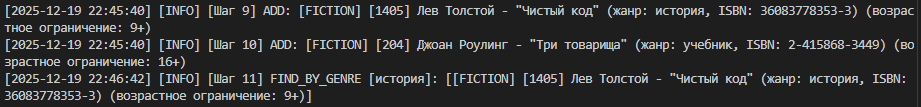 [2025-12-19 22:45:40] [INFO] [Шаг 9] ADD: [FICTION] [1405] Лев Толстой - "Чистый код" (жанр: история, ISBN: 36083778353-3) (возрас
тное ограничение: 9+)
[2025-12-19 22:45:40] [INFO] [Шаг 10] ADD: [FICTION] [204] Джоан Роулинг - "Три товарища" (жанр: учебник, ISBN: 2-415868-3449) (во
зрастное ограничение: 16+)
[2025-12-19 22:46:42] [INFO] [Шаг 11] FIND_BY_GENRE [история]: [[FICTION] [1405] Лев Толстой - "Чистый код" (жанр: история, ISBN:
36083778353-3) (возрастное ограничение: 9+)]